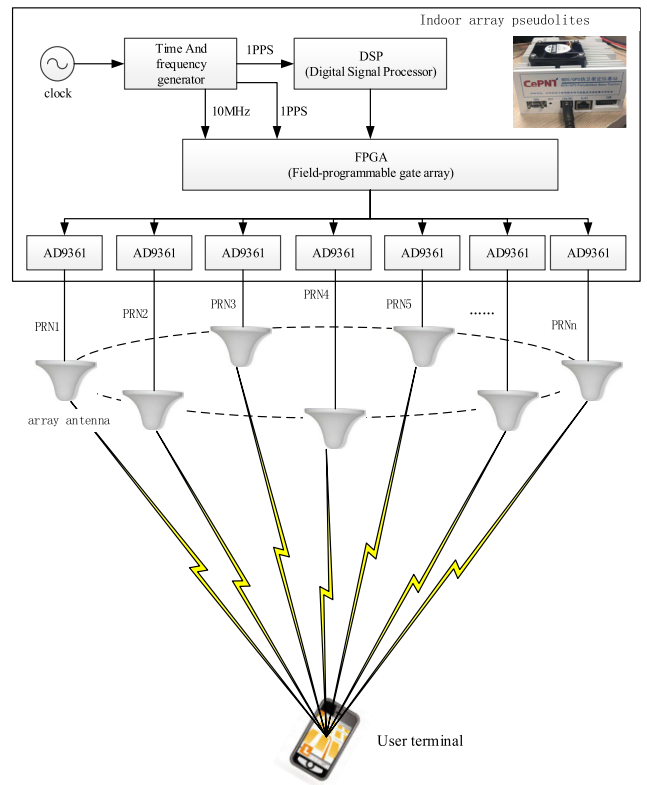 Indoor array pseudolites
clock
Time And
frequency
generator
1PPS
DSP
(Digital Signal Processor)
CePNT
10MHz
1PPS
FPGA
(Field-programmable gate array)
AD9361
AD9361
AD9361
AD9361
AD9361
AD9361
AD9361
PRN1
PRN2
PRN3
PRN4
PRN5
......
PRNn
array antenna
User terminal